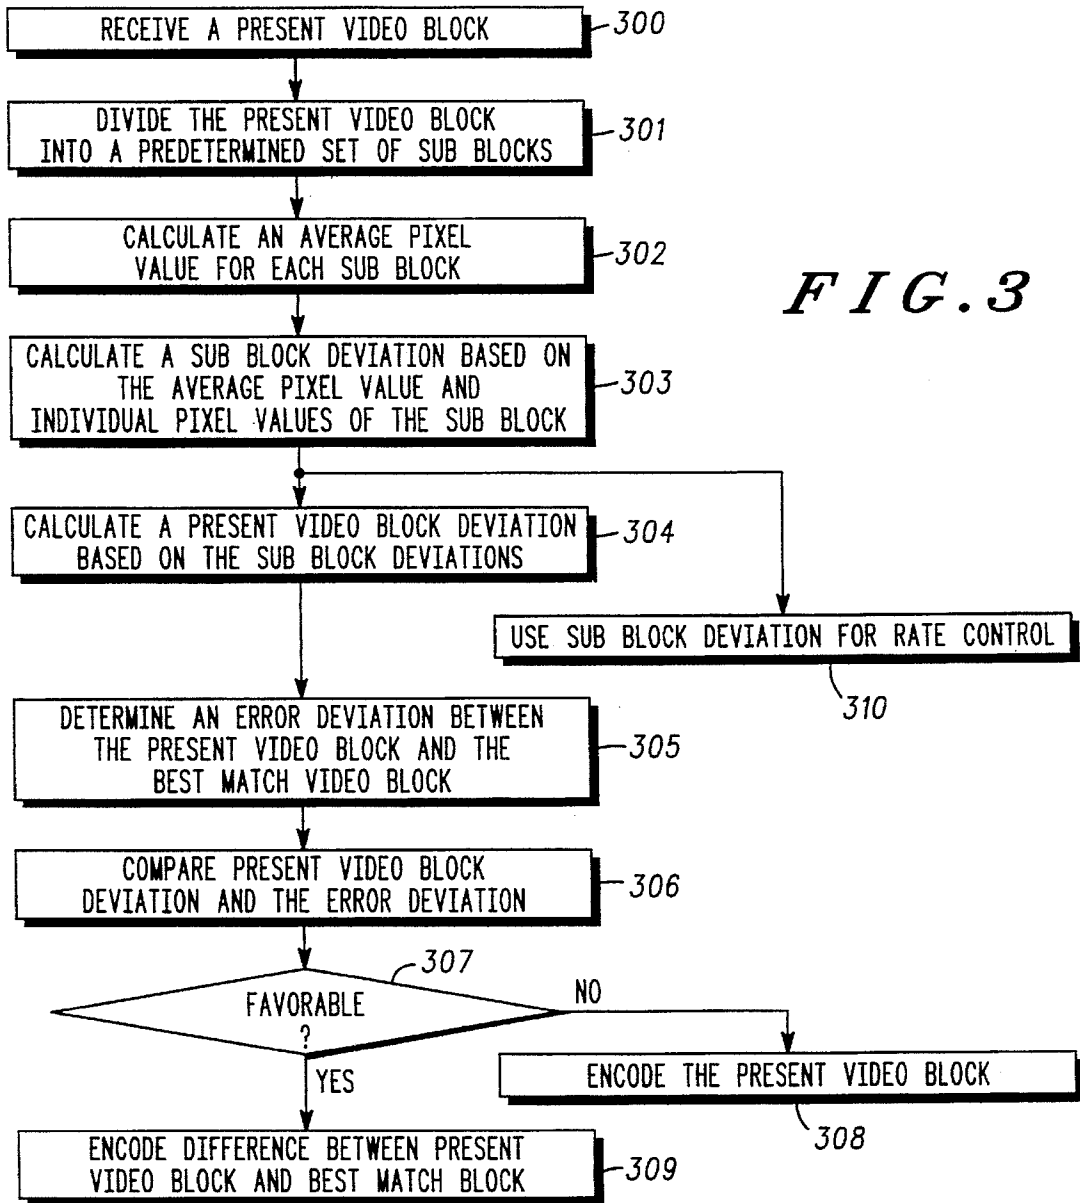 RECEIVE A PRESENT VIDEO BLOCK
300
DIVIDE THE PRESENT VIDEO BLOCK
INTO A PREDETERMINED SET OF SUB BLOCKS
301
CALCULATE AN AVERAGE PIXEL
VALUE FOR EACH SUB BLOCK
302
FIG.3
CALCULATE A SUB BLOCK DEVIATION BASED ON
THE AVERAGE PIXEL VALUE AND
INDIVIDUAL PIXEL VALUES OF THE SUB BLOCK
303
CALCULATE A PRESENT VIDEO BLOCK DEVIATION
BASED ON THE SUB BLOCK DEVIATIONS
304
USE SUB BLOCK DEVIATION FOR RATE CONTROL
310
DETERMINE AN ERROR DEVIATION BETWEEN
THE PRESENT VIDEO BLOCK AND THE
BEST MATCH VIDEO BLOCK
305
COMPARE PRESENT VIDEO BLOCK
DEVIATION AND THE ERROR DEVIATION
306
307
FAVORABLE
?
NO
YES
ENCODE THE PRESENT VIDEO BLOCK
308
ENCODE DIFFERENCE BETWEEN PRESENT
VIDEO BLOCK AND BEST MATCH BLOCK
309